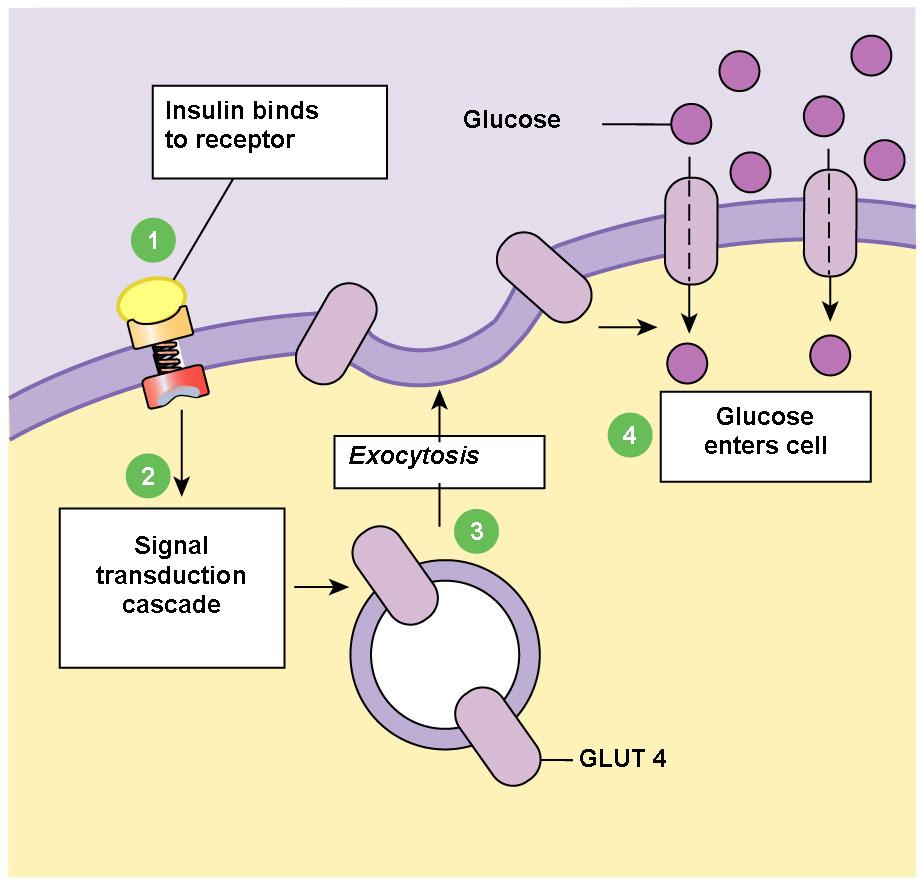 Insulin binds
to receptor
Glucose
1
2
Signal
transduction
cascade
Exocytosis
3
GLUT 4
4
Glucose
enters cell